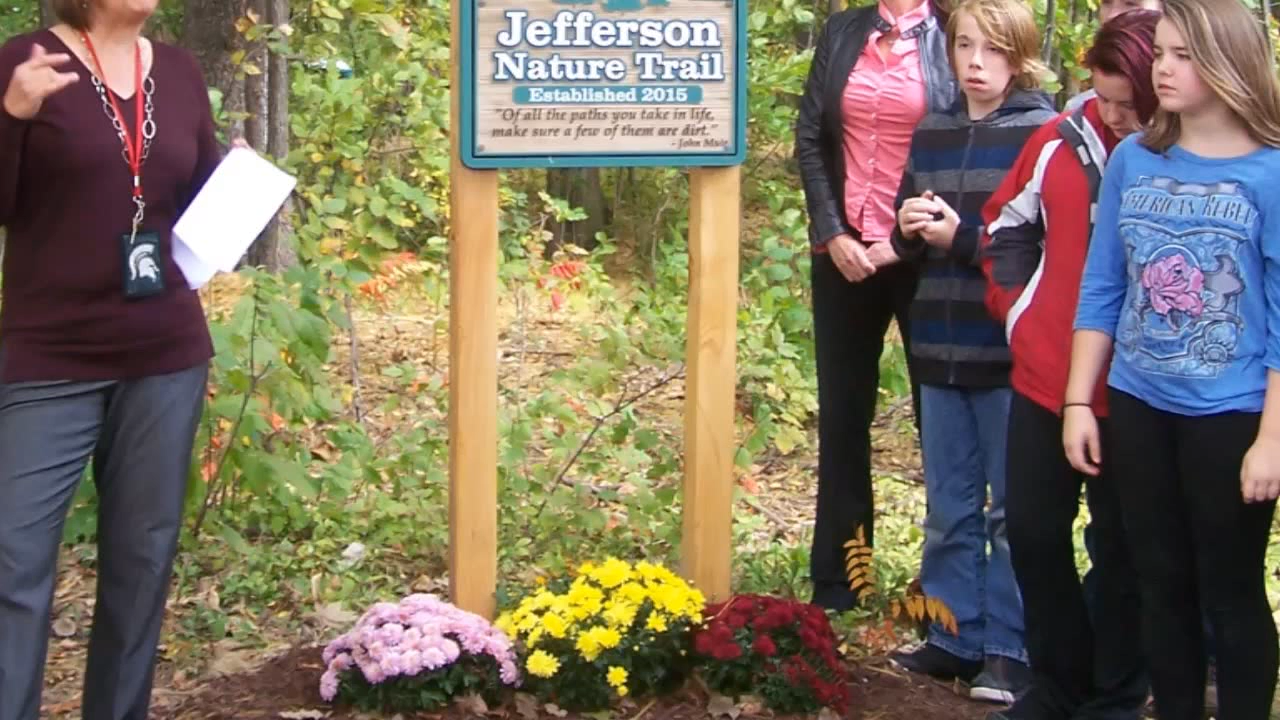 Jefferson
Nature Trail
Established 2015
"Of all the paths you take in life,
make sure a few of them are dirt."
- John Muir
AMERICAN REBEL